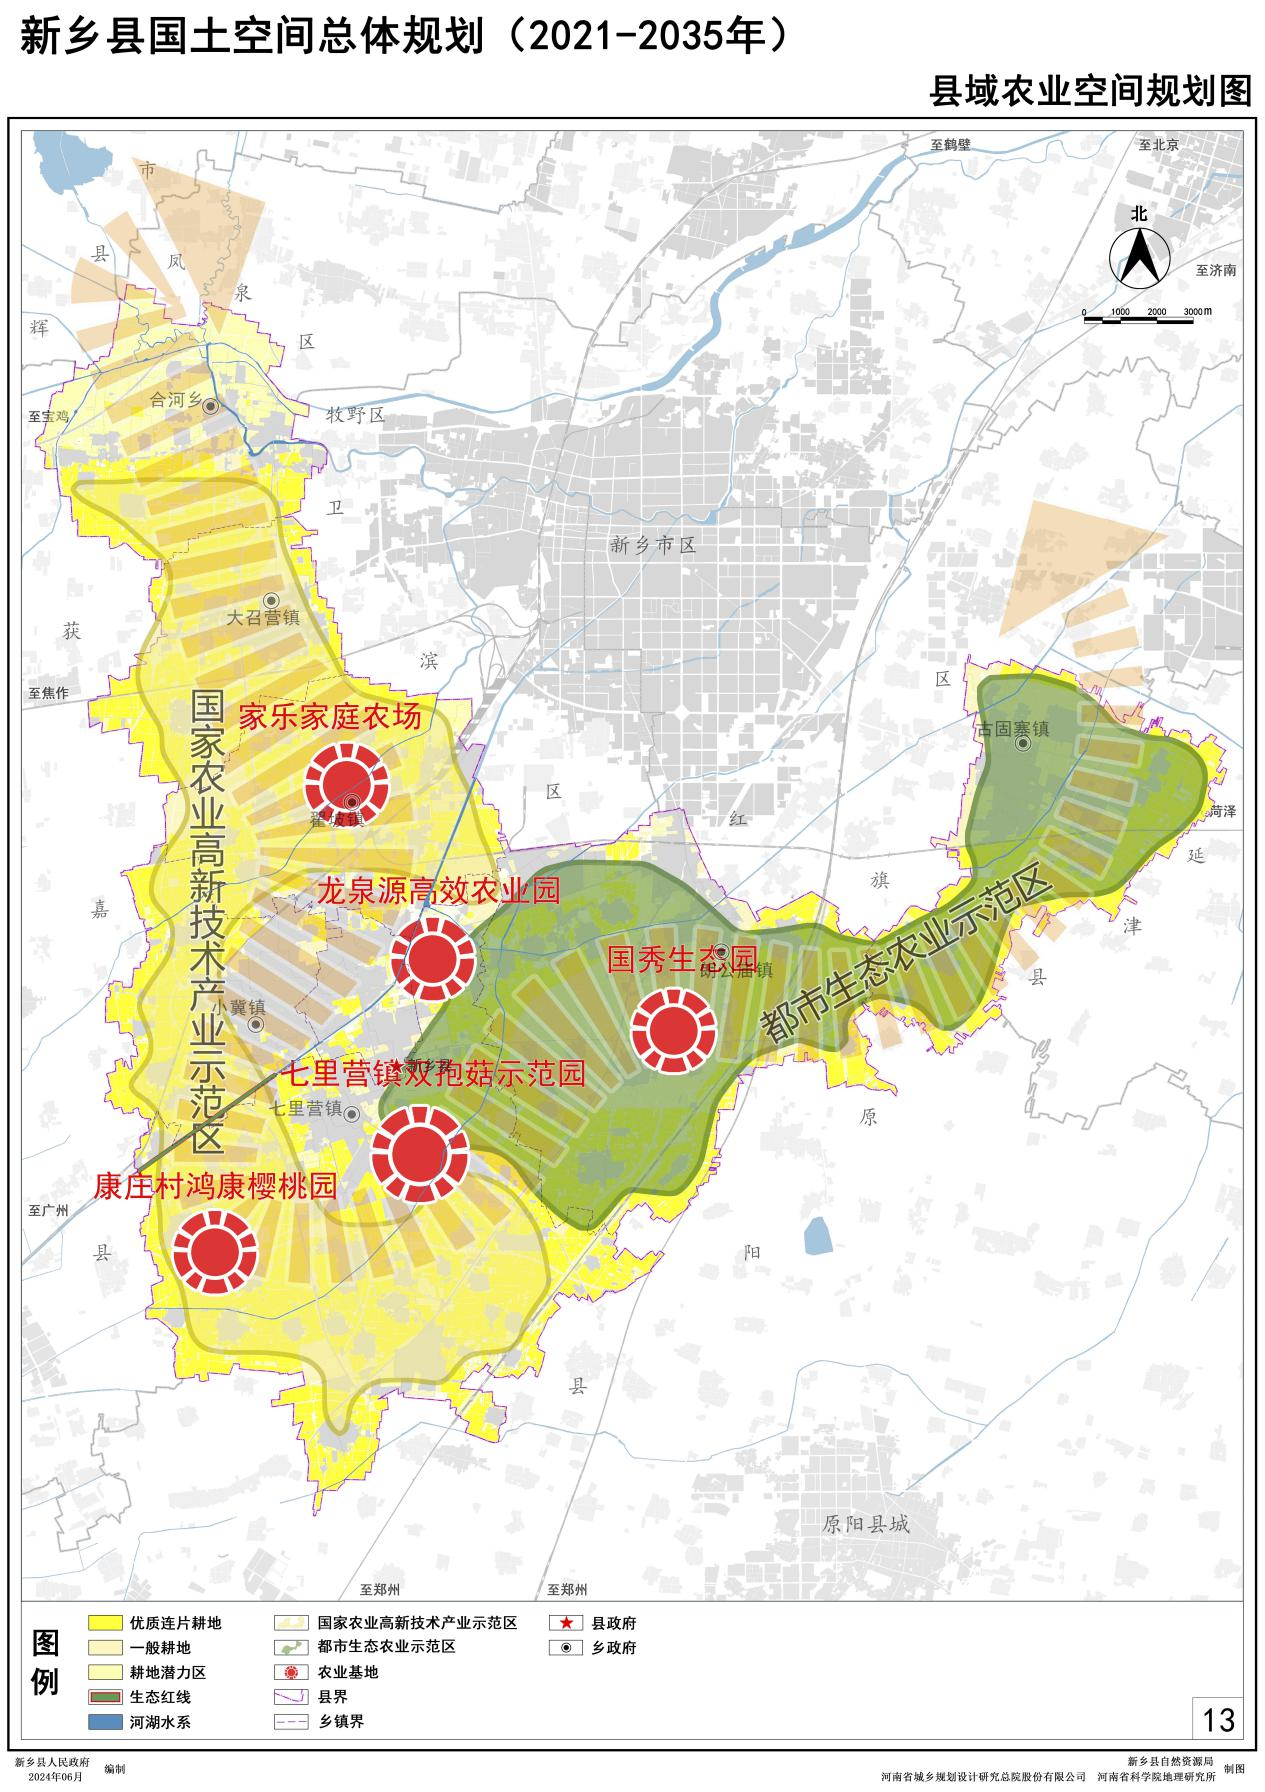 新乡县国土空间总体规划（2021-2035年）
县域农业空间规划图
至鹤壁
至北京
市
北
县
凤
至济南
泉
0 1000 2000 3000m
辉
区
合河乡
至宝鸡
牧野区
卫
新乡市区
大召营镇
获
滨
区
至焦作
国家农业高新技术产业示范区
家乐家庭农场
古固寨镇
区
翟坡镇
红
菏泽
延
旗
龙泉源高效农业园
嘉
津
国秀生态园
朗公庙镇
县
都市生态农业示范区
小冀镇
新乡县
七里营镇双孢菇示范园
七里营镇
原
康庄村鸿康樱桃园
至广州
县
阳
县
原阳县城
至郑州
至郑州
图例
优质连片耕地
一般耕地
耕地潜力区
生态红线
河湖水系
国家农业高新技术产业示范区
都市生态农业示范区
农业基地
县界
乡镇界
县政府
乡政府
13
新乡县人民政府 编制
2024年06月
新乡县自然资源局
河南省城乡规划设计研究总院股份有限公司 河南省科学院地理研究所 制图